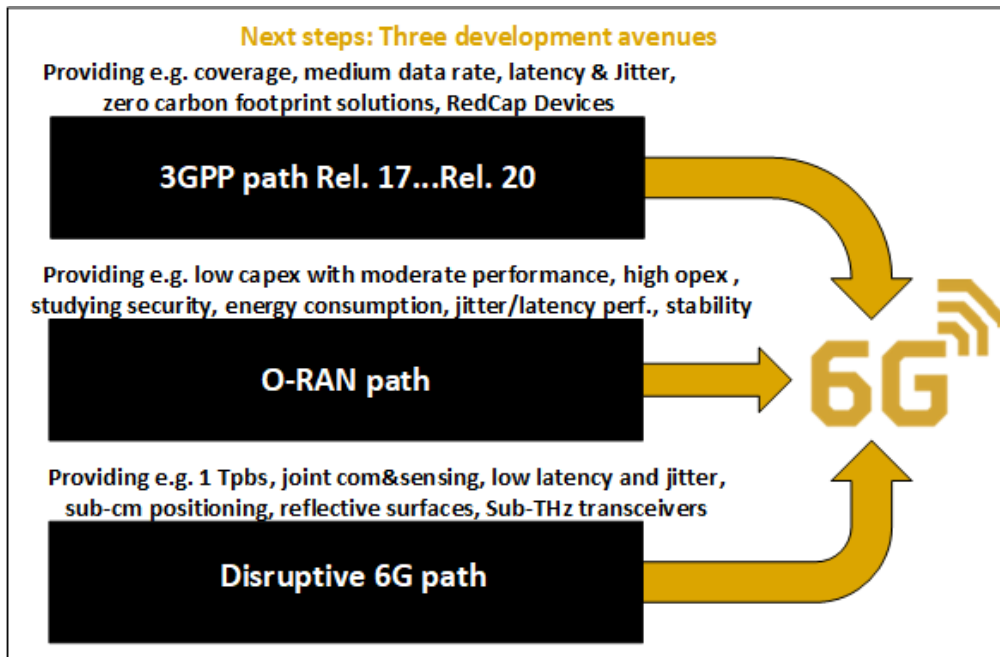 Next steps: Three development avenues
Providing e.g. coverage, medium data rate, latency & Jitter,
zero carbon footprint solutions, RedCap Devices
3GPP path Rel. 17...Rel. 20
Providing e.g. low capex with moderate performance, high opex ,
studying security, energy consumption, jitter/latency perf., stability
O-RAN path
6G
Providing e.g. 1 Tpbs, joint com&sensing, low latency and jitter,
sub-cm positioning, reflective surfaces, Sub-THz transceivers
Disruptive 6G path